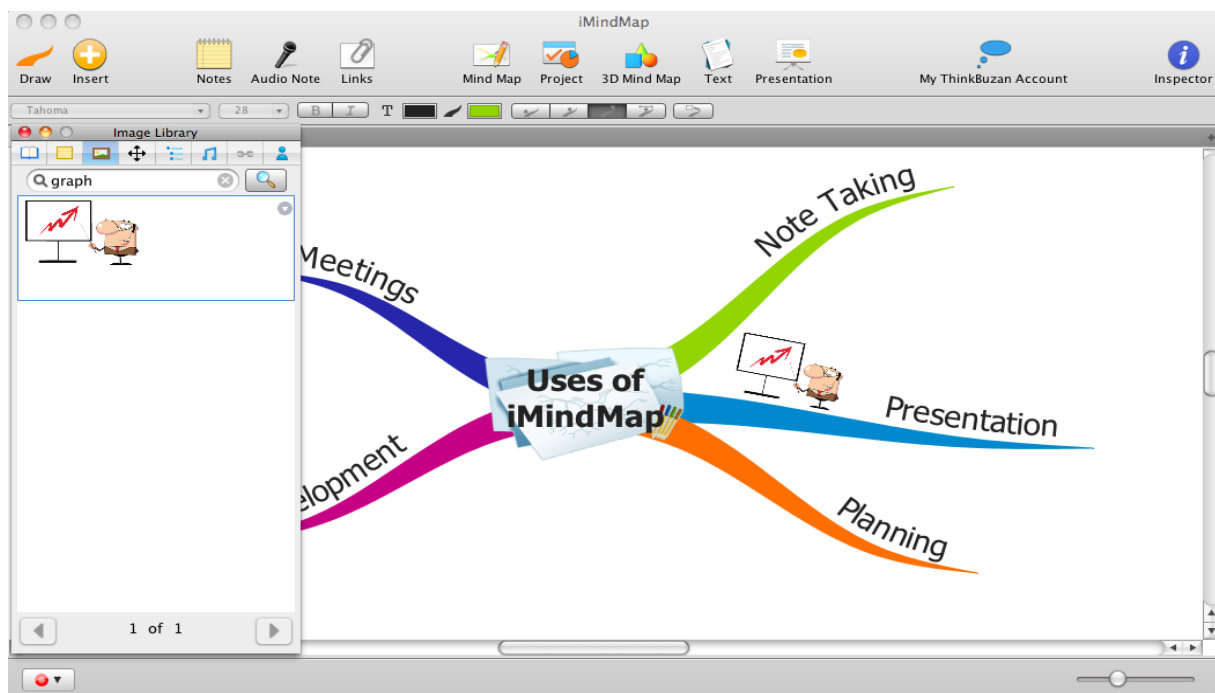 iMindMap
Draw Insert Notes Audio Note Links Mind Map Project 3D Mind Map Text Presentation My ThinkBuzan Account Inspector
Tahoma 28 B I T
Image Library
graph
Note Taking
Meetings
Uses of
iMindMap
Presentation
elopment
Planning
1 of 1